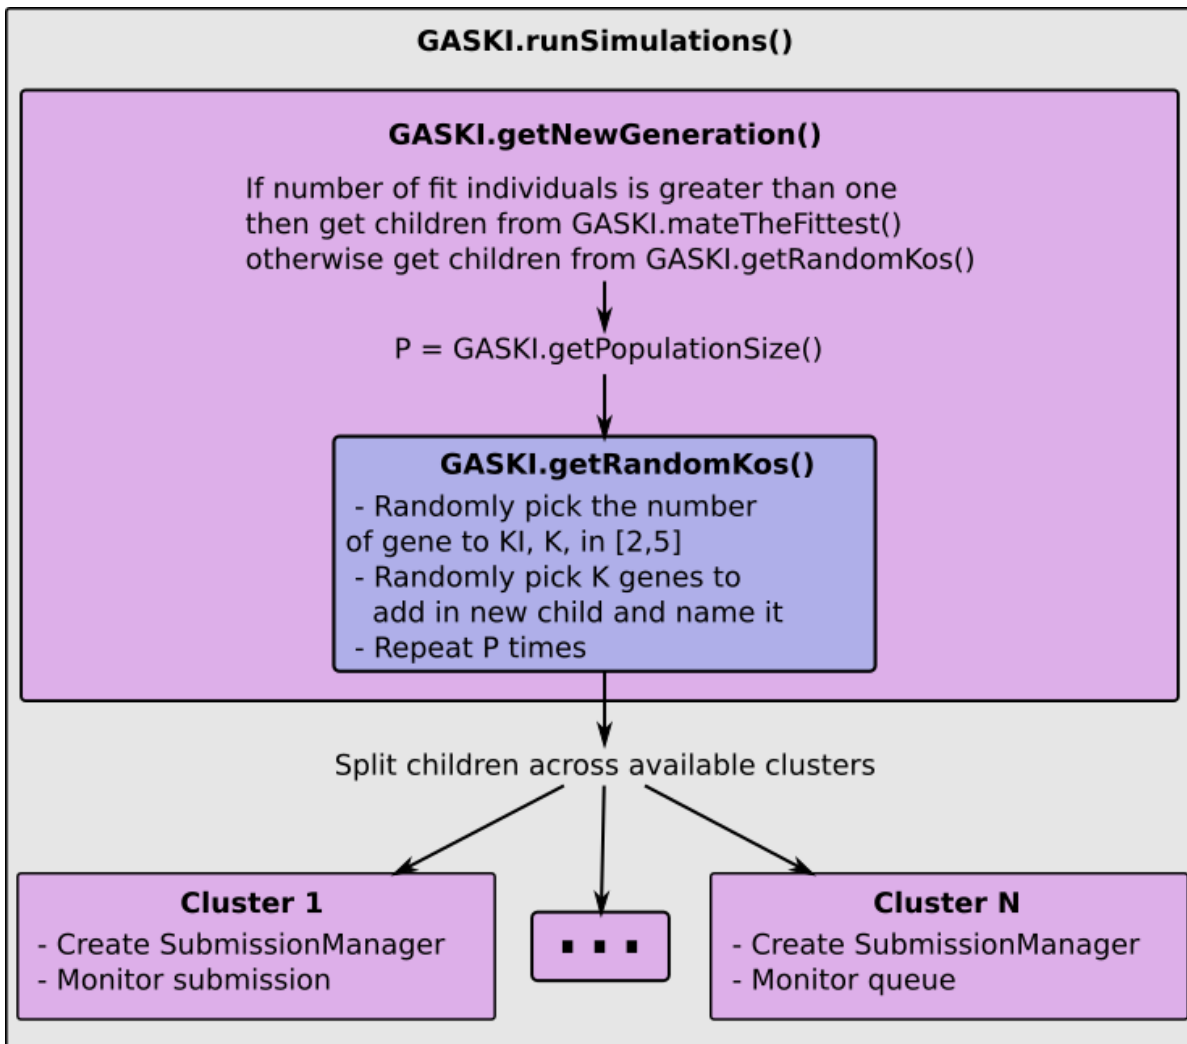 GASKI.runSimulations()
GASKI.getNewGeneration()
If number of fit individuals is greater than one
then get children from GASKI.mateTheFittest()
otherwise get children from GASKI.getRandomKos()
P = GASKI.getPopulationSize()
GASKI.getRandomKos()
- Randomly pick the number
of gene to KI, K, in [2,5]
- Randomly pick K genes to
add in new child and name it
- Repeat P times
Split children across available clusters
Cluster 1
- Create SubmissionManager
- Monitor submission
...
Cluster N
- Create SubmissionManager
- Monitor queue